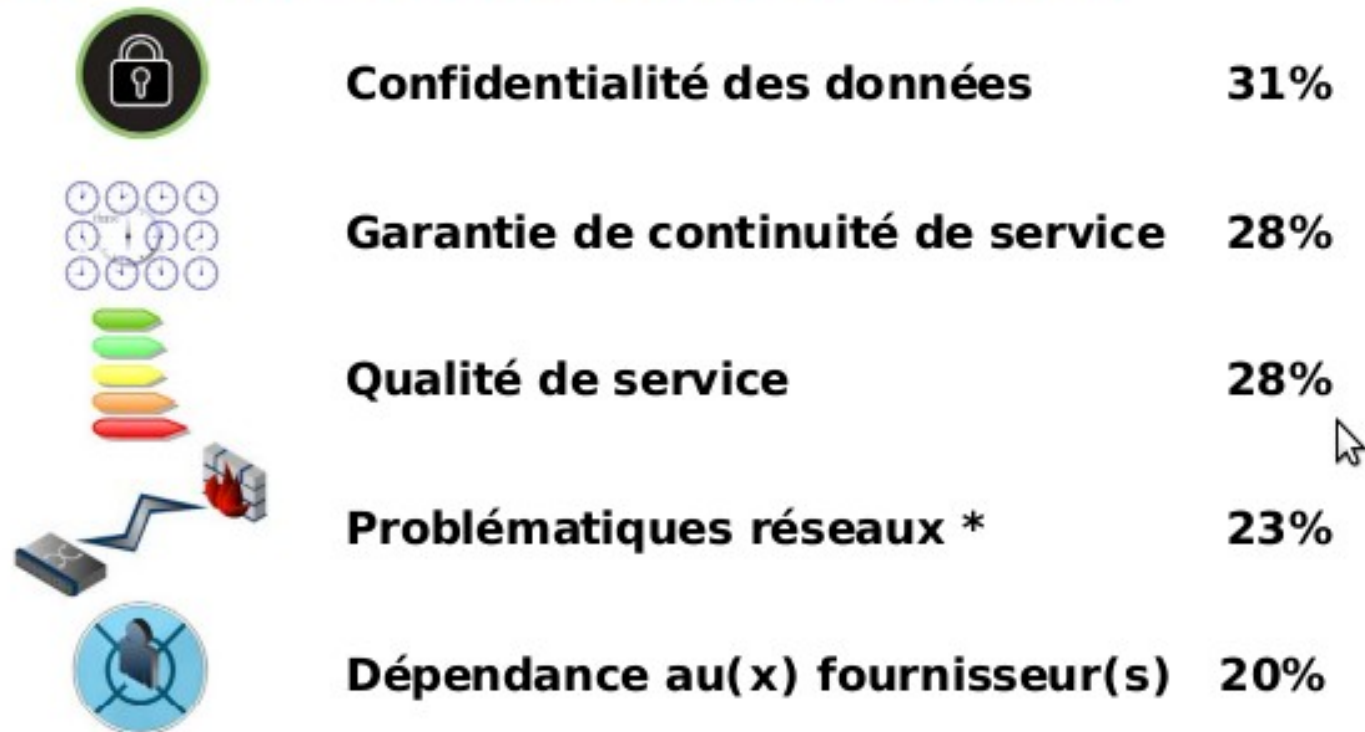 Confidentialité des données 31%
Garantie de continuité de service 28%
Qualité de service 28%
Problématiques réseaux * 23%
Dépendance au(x) fournisseur(s) 20%